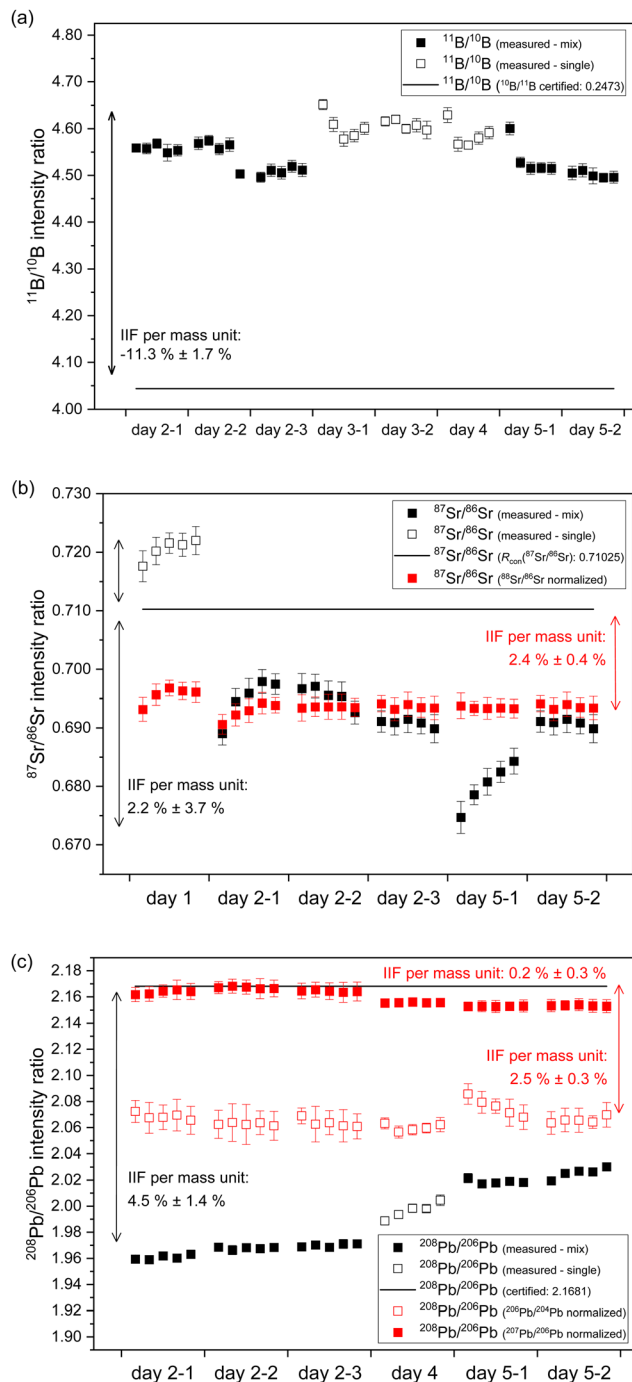 (a)
4.80
4.70
4.60
4.50
4.40
4.30
4.20
4.10
4.00
¹¹B/¹⁰B intensity ratio
¹¹B/¹⁰B (measured - mix)
¹¹B/¹⁰B (measured - single)
¹¹B/¹⁰B (¹⁰B/¹¹B certified: 0.2473)
IIF per mass unit:
-11.3 % ± 1.7 %
day 2-1 day 2-2 day 2-3 day 3-1 day 3-2 day 4 day 5-1 day 5-2
(b)
0.730
0.720
0.710
0.700
0.690
0.680
0.670
⁸⁷Sr/⁸⁶Sr intensity ratio
⁸⁷Sr/⁸⁶Sr (measured - mix)
⁸⁷Sr/⁸⁶Sr (measured - single)
⁸⁷Sr/⁸⁶Sr (R_con(⁸⁷Sr/⁸⁶Sr): 0.71025)
⁸⁷Sr/⁸⁶Sr (⁸⁸Sr/⁸⁶Sr normalized)
IIF per mass unit:
2.4 % ± 0.4 %
IIF per mass unit:
2.2 % ± 3.7 %
day 1 day 2-1 day 2-2 day 2-3 day 5-1 day 5-2
(c)
2.18
2.16
2.14
2.12
2.10
2.08
2.06
2.04
2.02
2.00
1.98
1.96
1.94
1.92
1.90
²⁰⁸Pb/²⁰⁶Pb intensity ratio
IIF per mass unit: 0.2 % ± 0.3 %
IIF per mass unit:
2.5 % ± 0.3 %
IIF per mass unit:
4.5 % ± 1.4 %
²⁰⁸Pb/²⁰⁶Pb (measured - mix)
²⁰⁸Pb/²⁰⁶Pb (measured - single)
²⁰⁸Pb/²⁰⁶Pb (certified: 2.1681)
²⁰⁸Pb/²⁰⁶Pb (²⁰⁶Pb/²⁰⁴Pb normalized)
²⁰⁸Pb/²⁰⁶Pb (²⁰⁷Pb/²⁰⁶Pb normalized)
day 2-1 day 2-2 day 2-3 day 4 day 5-1 day 5-2